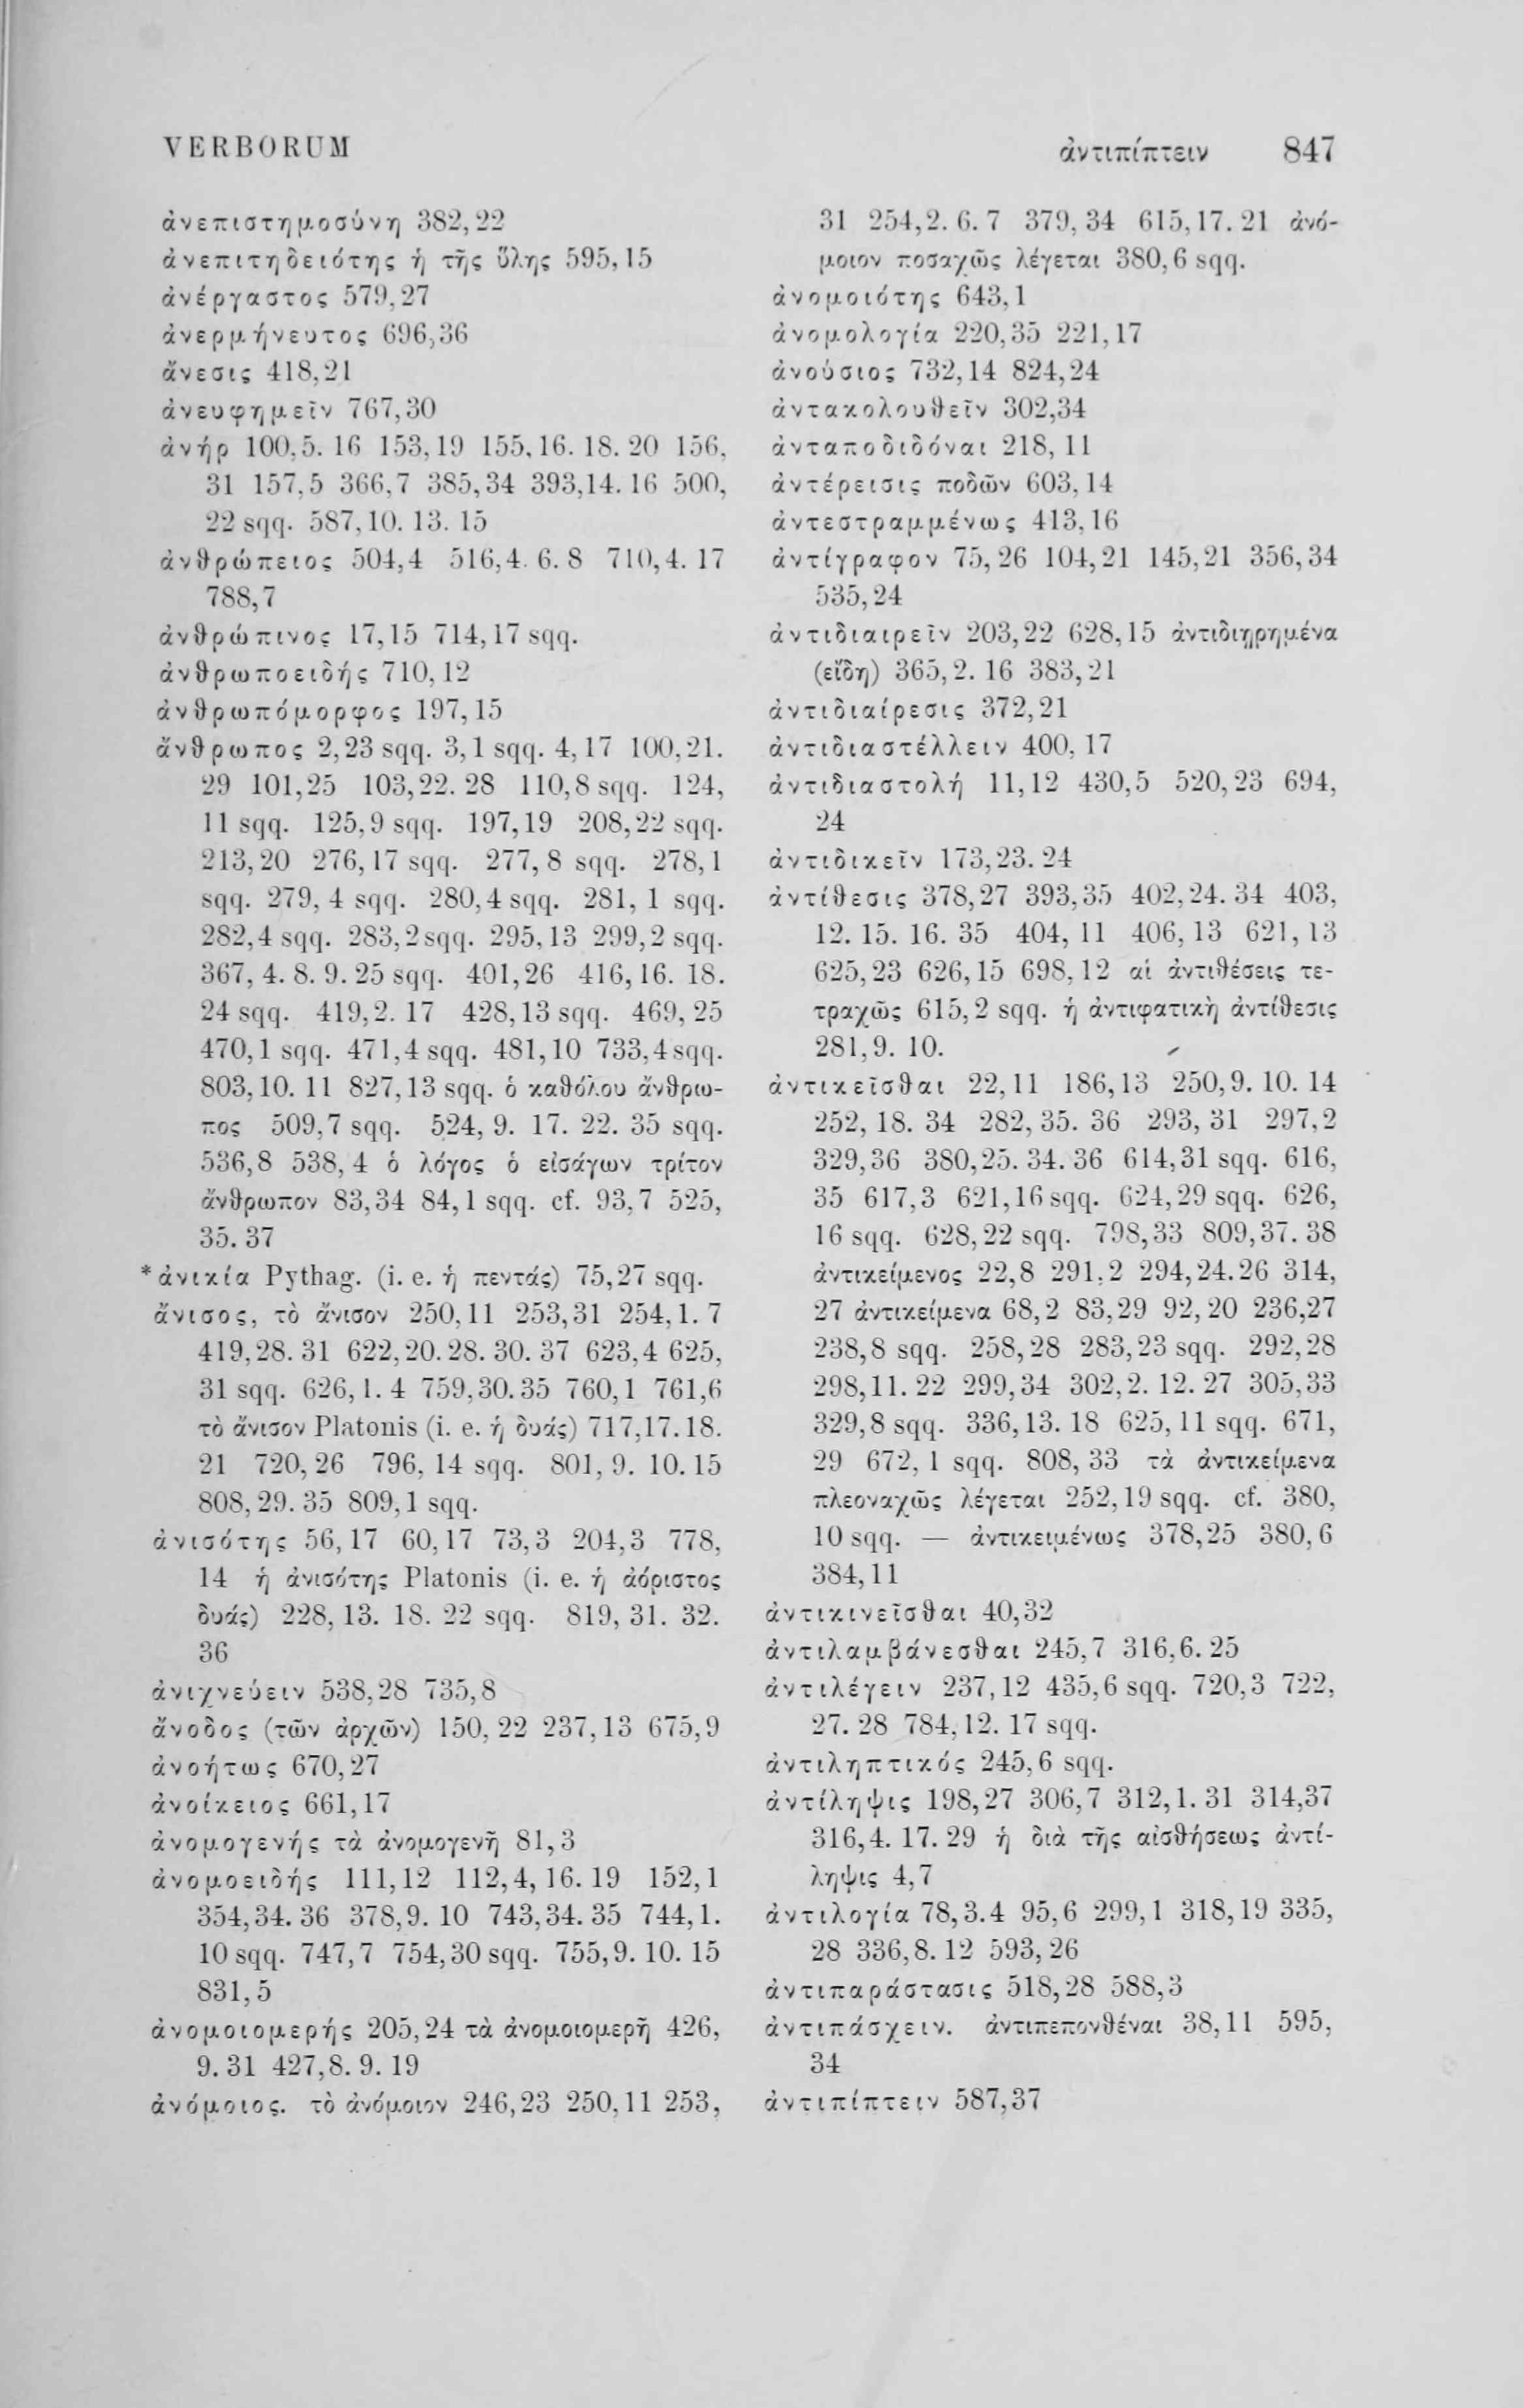 VERBORUM ἀντιπίπτειν 847
ἀνεπιστημοσύνη 382,22
ἀνεπιτηδειότης ἡ τῆς ὕλης 595,15
ἀνέργαστος 579,27
ἀνερμήνευτος 696,36
ἄνεσις 418,21
ἀνευφημεῖν 767,30
ἀνήρ 100,5. 16 153,19 155,16. 18. 20 156,
31 157,5 366,7 385,34 393,14. 16 500,
22 sqq. 587,10. 13. 15
ἀνθρώπειος 504,4 516,4. 6. 8 710,4. 17
788,7
ἀνθρώπινος 17,15 714,17 sqq.
ἀνθρωποειδής 710,12
ἀνθρωπόμορφος 197,15
ἄνθρωπος 2,23 sqq. 3,1 sqq. 4,17 100,21.
29 101,25 103,22. 28 110,8 sqq. 124,
11 sqq. 125,9 sqq. 197,19 208,22 sqq.
213,20 276,17 sqq. 277,8 sqq. 278,1
sqq. 279,4 sqq. 280,4 sqq. 281,1 sqq.
282,4 sqq. 283,2 sqq. 295,13 299,2 sqq.
367,4. 8. 9. 25 sqq. 401,26 416,16. 18.
24 sqq. 419,2. 17 428,13 sqq. 469,25
470,1 sqq. 471,4 sqq. 481,10 733,4 sqq.
803,10. 11 827,13 sqq. ὁ καθόλου ἄνθρω-
πος 509,7 sqq. 524,9. 17. 22. 35 sqq.
536,8 538,4 ὁ λόγος ὁ εἰσάγων τρίτον
ἄνθρωπον 83,34 84,1 sqq. cf. 93,7 525,
35. 37
*ἀνικία Pythag. (i. e. ἡ πεντάς) 75,27 sqq.
ἄνισος, τὸ ἄνισον 250,11 253,31 254,1. 7
419,28. 31 622,20. 28. 30. 37 623,4 625,
31 sqq. 626,1. 4 759,30. 35 760,1 761,6
τὸ ἄνισον Platonis (i. e. ἡ δυάς) 717,17. 18.
21 720,26 796,14 sqq. 801,9. 10. 15
808,29. 35 809,1 sqq.
ἀνισότης 56,17 60,17 73,3 204,3 778,
14 ἡ ἀνισότης Platonis (i. e. ἡ ἀόριστος
δυάς) 228,13. 18. 22 sqq. 819,31. 32.
36
ἀνιχνεύειν 538,28 735,8
ἄνοδος (τῶν ἀρχῶν) 150,22 237,13 675,9
ἀνοήτως 670,27
ἀνοίκειος 661,17
ἀνομογενής τὰ ἀνομογενῆ 81,3
ἀνομοειδής 111,12 112,4, 16. 19 152,1
354,34. 36 378,9. 10 743,34. 35 744,1.
10 sqq. 747,7 754,30 sqq. 755,9. 10. 15
831,5
ἀνομοιομερής 205,24 τὰ ἀνομοιομερῆ 426,
9. 31 427,8. 9. 19
ἀνόμοιος. τὸ ἀνόμοιον 246,23 250,11 253,
31 254,2. 6. 7 379,34 615,17. 21 ἀνό-
μοιον ποσαχῶς λέγεται 380,6 sqq.
ἀνομοιότης 643,1
ἀνομολογία 220,35 221,17
ἀνούσιος 732,14 824,24
ἀντακολουθεῖν 302,34
ἀνταποδιδόναι 218,11
ἀντέρεισις ποδῶν 603,14
ἀντεστραμμένως 413,16
ἀντίγραφον 75,26 104,21 145,21 356,34
535,24
ἀντιδιαιρεῖν 203,22 628,15 ἀντιδιῃρημένα
(εἴδη) 365,2. 16 383,21
ἀντιδιαίρεσις 372,21
ἀντιδιαστέλλειν 400,17
ἀντιδιαστολή 11,12 430,5 520,23 694,
24
ἀντιδικεῖν 173,23. 24
ἀντίθεσις 378,27 393,35 402,24. 34 403,
12. 15. 16. 35 404,11 406,13 621,13
625,23 626,15 698,12 αἱ ἀντιθέσεις τε-
τραχῶς 615,2 sqq. ἡ ἀντιφατικὴ ἀντίθεσις
281,9. 10.
ἀντικεῖσθαι 22,11 186,13 250,9. 10. 14
252,18. 34 282,35. 36 293,31 297,2
329,36 380,25. 34. 36 614,31 sqq. 616,
35 617,3 621,16 sqq. 624,29 sqq. 626,
16 sqq. 628,22 sqq. 798,33 809,37. 38
ἀντικείμενος 22,8 291,2 294,24. 26 314,
27 ἀντικείμενα 68,2 83,29 92,20 236,27
238,8 sqq. 258,28 283,23 sqq. 292,28
298,11. 22 299,34 302,2. 12. 27 305,33
329,8 sqq. 336,13. 18 625,11 sqq. 671,
29 672,1 sqq. 808,33 τὰ ἀντικείμενα
πλεοναχῶς λέγεται 252,19 sqq. cf. 380,
10 sqq. — ἀντικειμένως 378,25 380,6
384,11
ἀντικινεῖσθαι 40,32
ἀντιλαμβάνεσθαι 245,7 316,6. 25
ἀντιλέγειν 237,12 435,6 sqq. 720,3 722,
27. 28 784,12. 17 sqq.
ἀντιληπτικός 245,6 sqq.
ἀντίληψις 198,27 306,7 312,1. 31 314,37
316,4. 17. 29 ἡ διὰ τῆς αἰσθήσεως ἀντί-
ληψις 4,7
ἀντιλογία 78,3. 4 95,6 299,1 318,19 335,
28 336,8. 12 593,26
ἀντιπαράστασις 518,28 588,3
ἀντιπάσχειν. ἀντιπεπονθέναι 38,11 595,
34
ἀντιπίπτειν 587,37